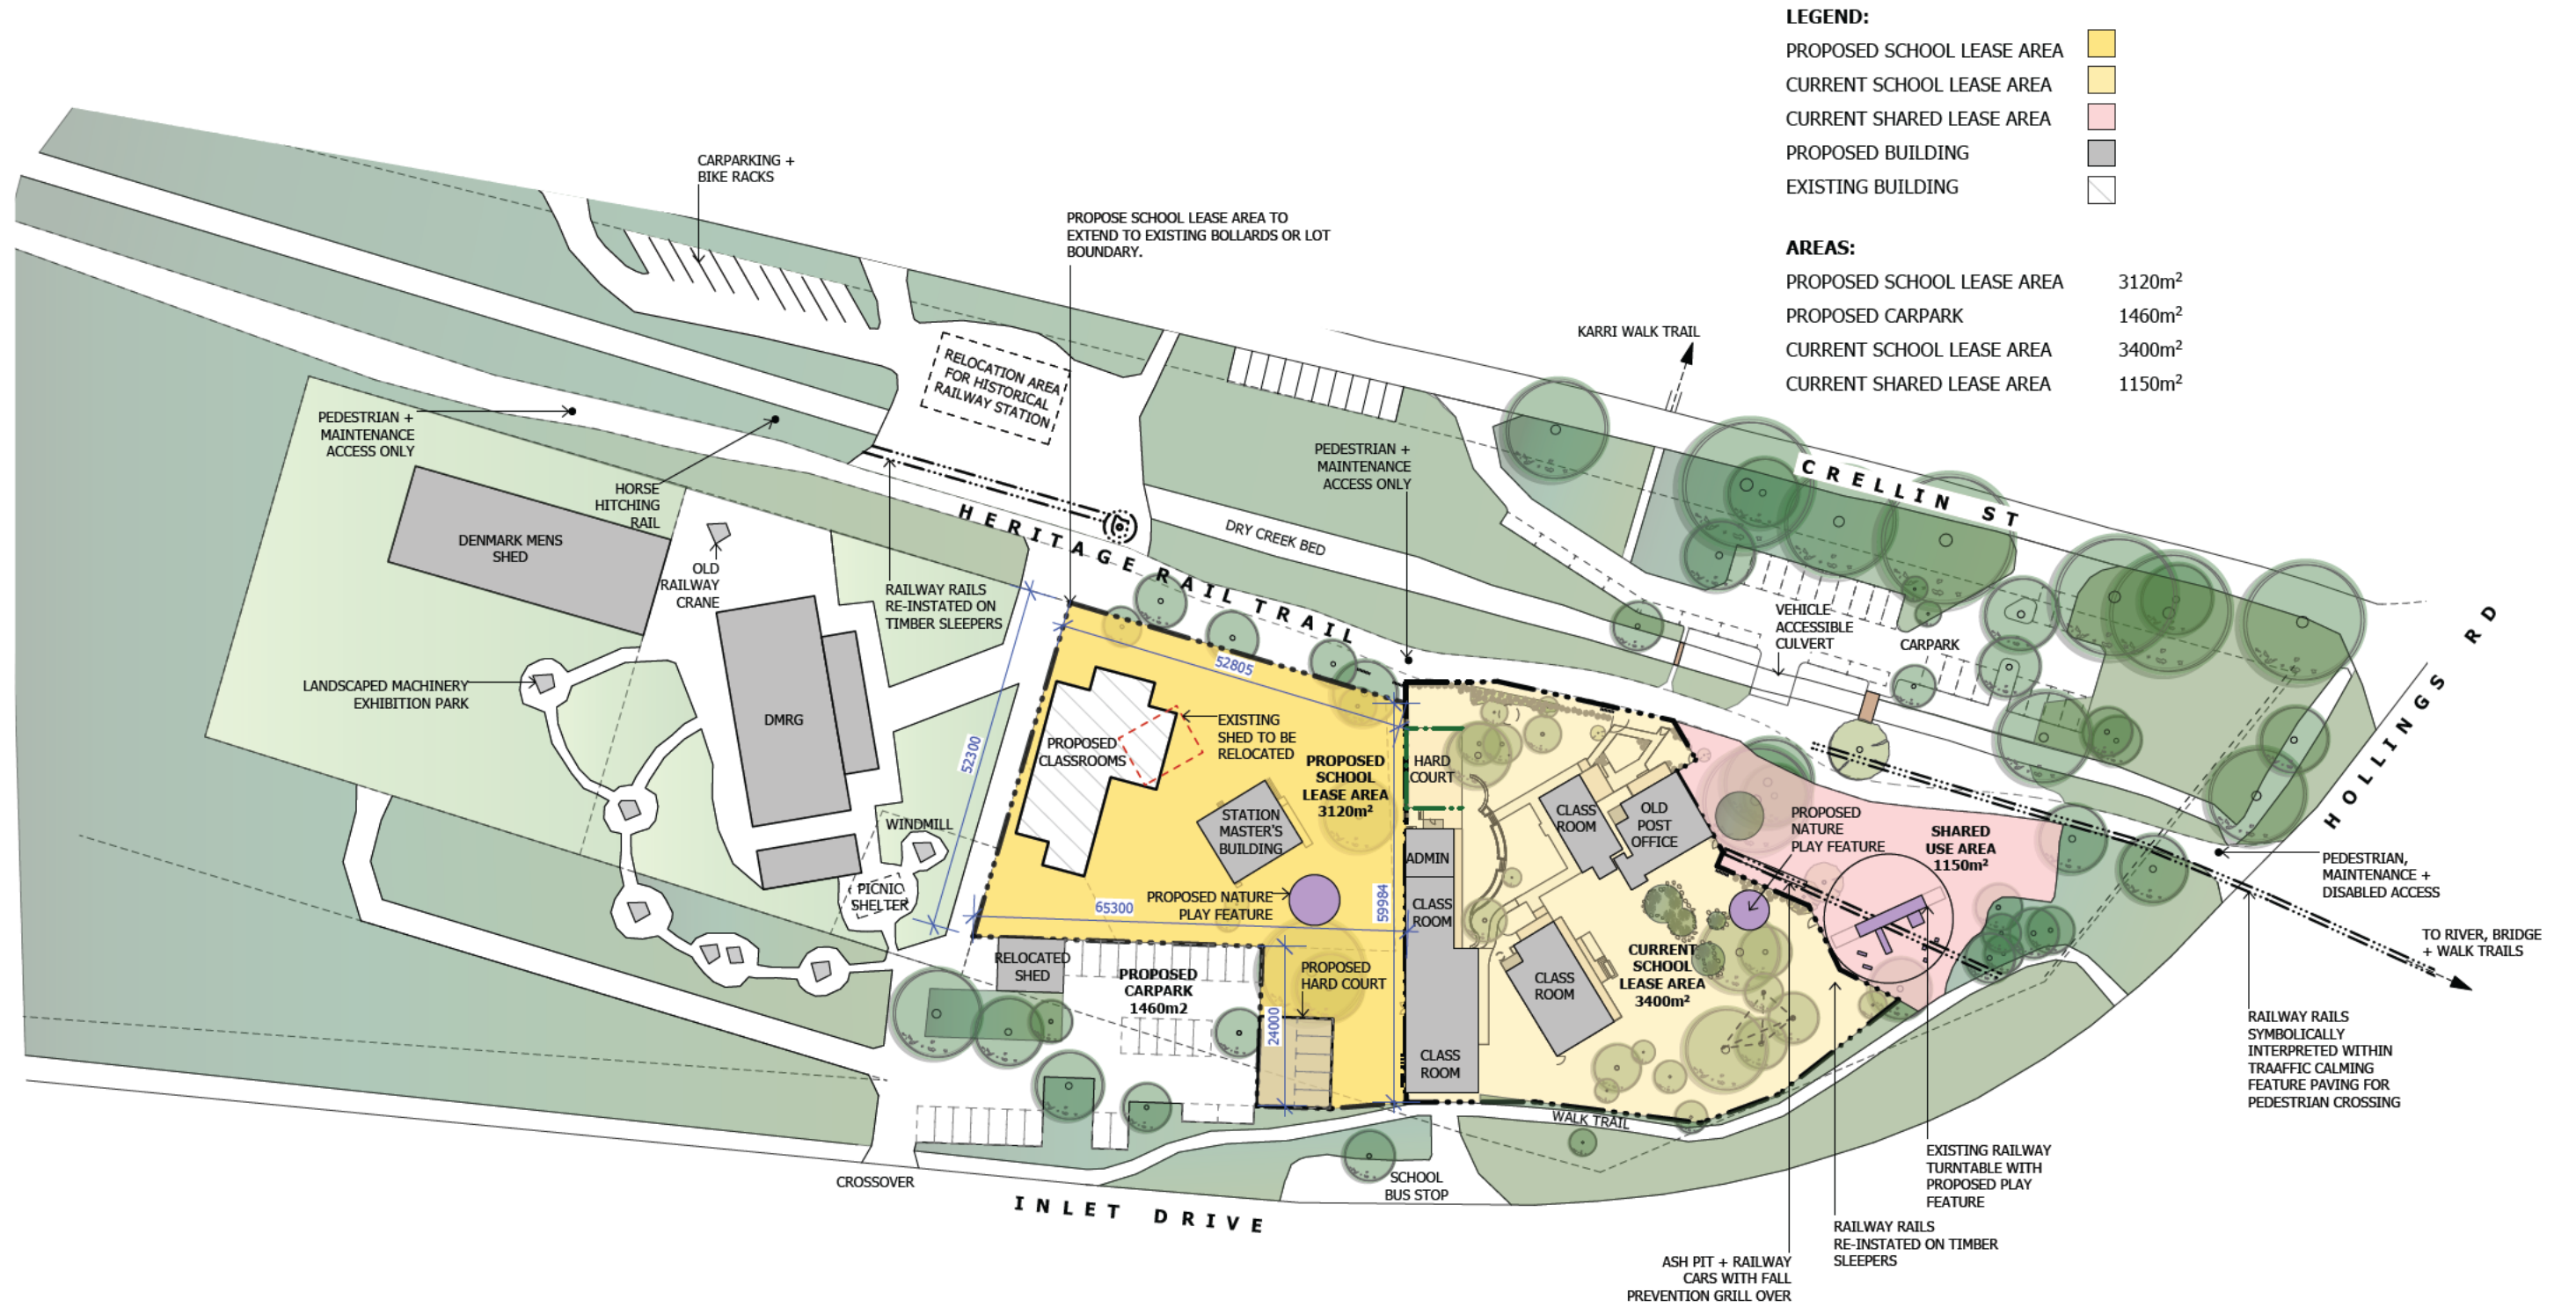 LEGEND:
PROPOSED SCHOOL LEASE AREA
CURRENT SCHOOL LEASE AREA
CURRENT SHARED LEASE AREA
PROPOSED BUILDING
EXISTING BUILDING
AREAS:
PROPOSED SCHOOL LEASE AREA 3120m²
PROPOSED CARPARK 1460m²
CURRENT SCHOOL LEASE AREA 3400m²
CURRENT SHARED LEASE AREA 1150m²
CARPARKING +
BIKE RACKS
PROPOSE SCHOOL LEASE AREA TO
EXTEND TO EXISTING BOLLARDS OR LOT
BOUNDARY.
KARRI WALK TRAIL
RELOCATION AREA
FOR HISTORICAL
RAILWAY STATION
PEDESTRIAN +
MAINTENANCE
ACCESS ONLY
PEDESTRIAN +
MAINTENANCE
ACCESS ONLY
CRELLIN ST
HORSE
HITCHING
RAIL
HERITAGE RAIL TRAIL
DRY CREEK BED
DENMARK MENS
SHED
OLD
RAILWAY
CRANE
RAILWAY RAILS
RE-INSTATED ON
TIMBER SLEEPERS
VEHICLE
ACCESSIBLE
CULVERT
CARPARK
HOLLINGS RD
LANDSCAPED MACHINERY
EXHIBITION PARK
DMRG
52300
52805
PROPOSED
CLASSROOMS
EXISTING
SHED TO BE
RELOCATED
PROPOSED
SCHOOL
LEASE AREA
3120m²
HARD
COURT
CLASS
ROOM
OLD
POST
OFFICE
STATION
MASTER'S
BUILDING
PROPOSED
NATURE
PLAY FEATURE
SHARED
USE AREA
1150m²
WINDMILL
PICNIC
SHELTER
ADMIN
CLASS
ROOM
PEDESTRIAN,
MAINTENANCE +
DISABLED ACCESS
PROPOSED NATURE
PLAY FEATURE
65300
59984
TO RIVER, BRIDGE
+ WALK TRAILS
RELOCATED
SHED
PROPOSED
CARPARK
1460m2
PROPOSED
HARD COURT
24000
CLASS
ROOM
CURRENT
SCHOOL
LEASE AREA
3400m²
CLASS
ROOM
RAILWAY RAILS
SYMBOLICALLY
INTERPRETED WITHIN
TRAAFFIC CALMING
FEATURE PAVING FOR
PEDESTRIAN CROSSING
WALK TRAIL
EXISTING RAILWAY
TURNTABLE WITH
PROPOSED PLAY
FEATURE
CROSSOVER
SCHOOL
BUS STOP
INLET DRIVE
RAILWAY RAILS
RE-INSTATED ON TIMBER
SLEEPERS
ASH PIT + RAILWAY
CARS WITH FALL
PREVENTION GRILL OVER